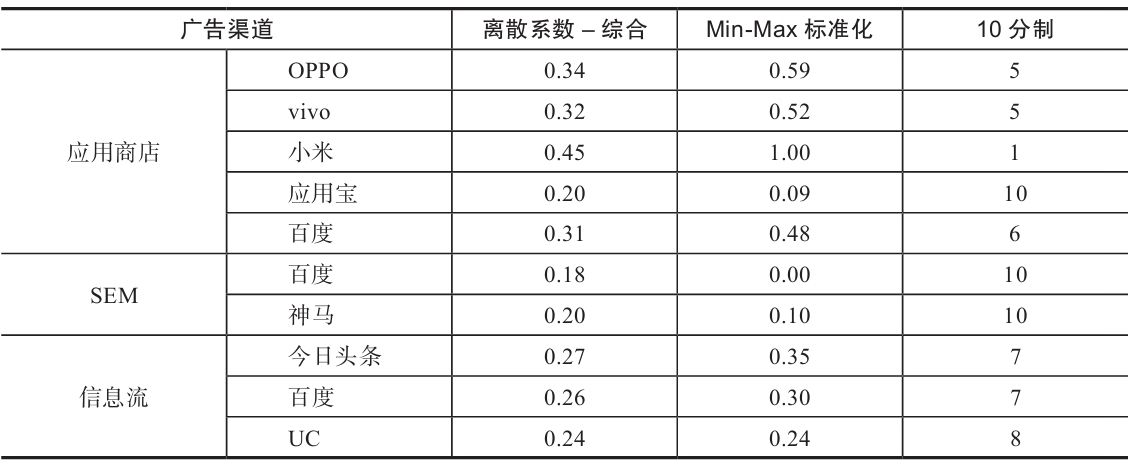 广告渠道 离散系数 – 综合 Min-Max 标准化 10 分制
应用商店 OPPO 0.34 0.59 5
vivo 0.32 0.52 5
小米 0.45 1.00 1
应用宝 0.20 0.09 10
百度 0.31 0.48 6
SEM 百度 0.18 0.00 10
神马 0.20 0.10 10
信息流 今日头条 0.27 0.35 7
百度 0.26 0.30 7
UC 0.24 0.24 8